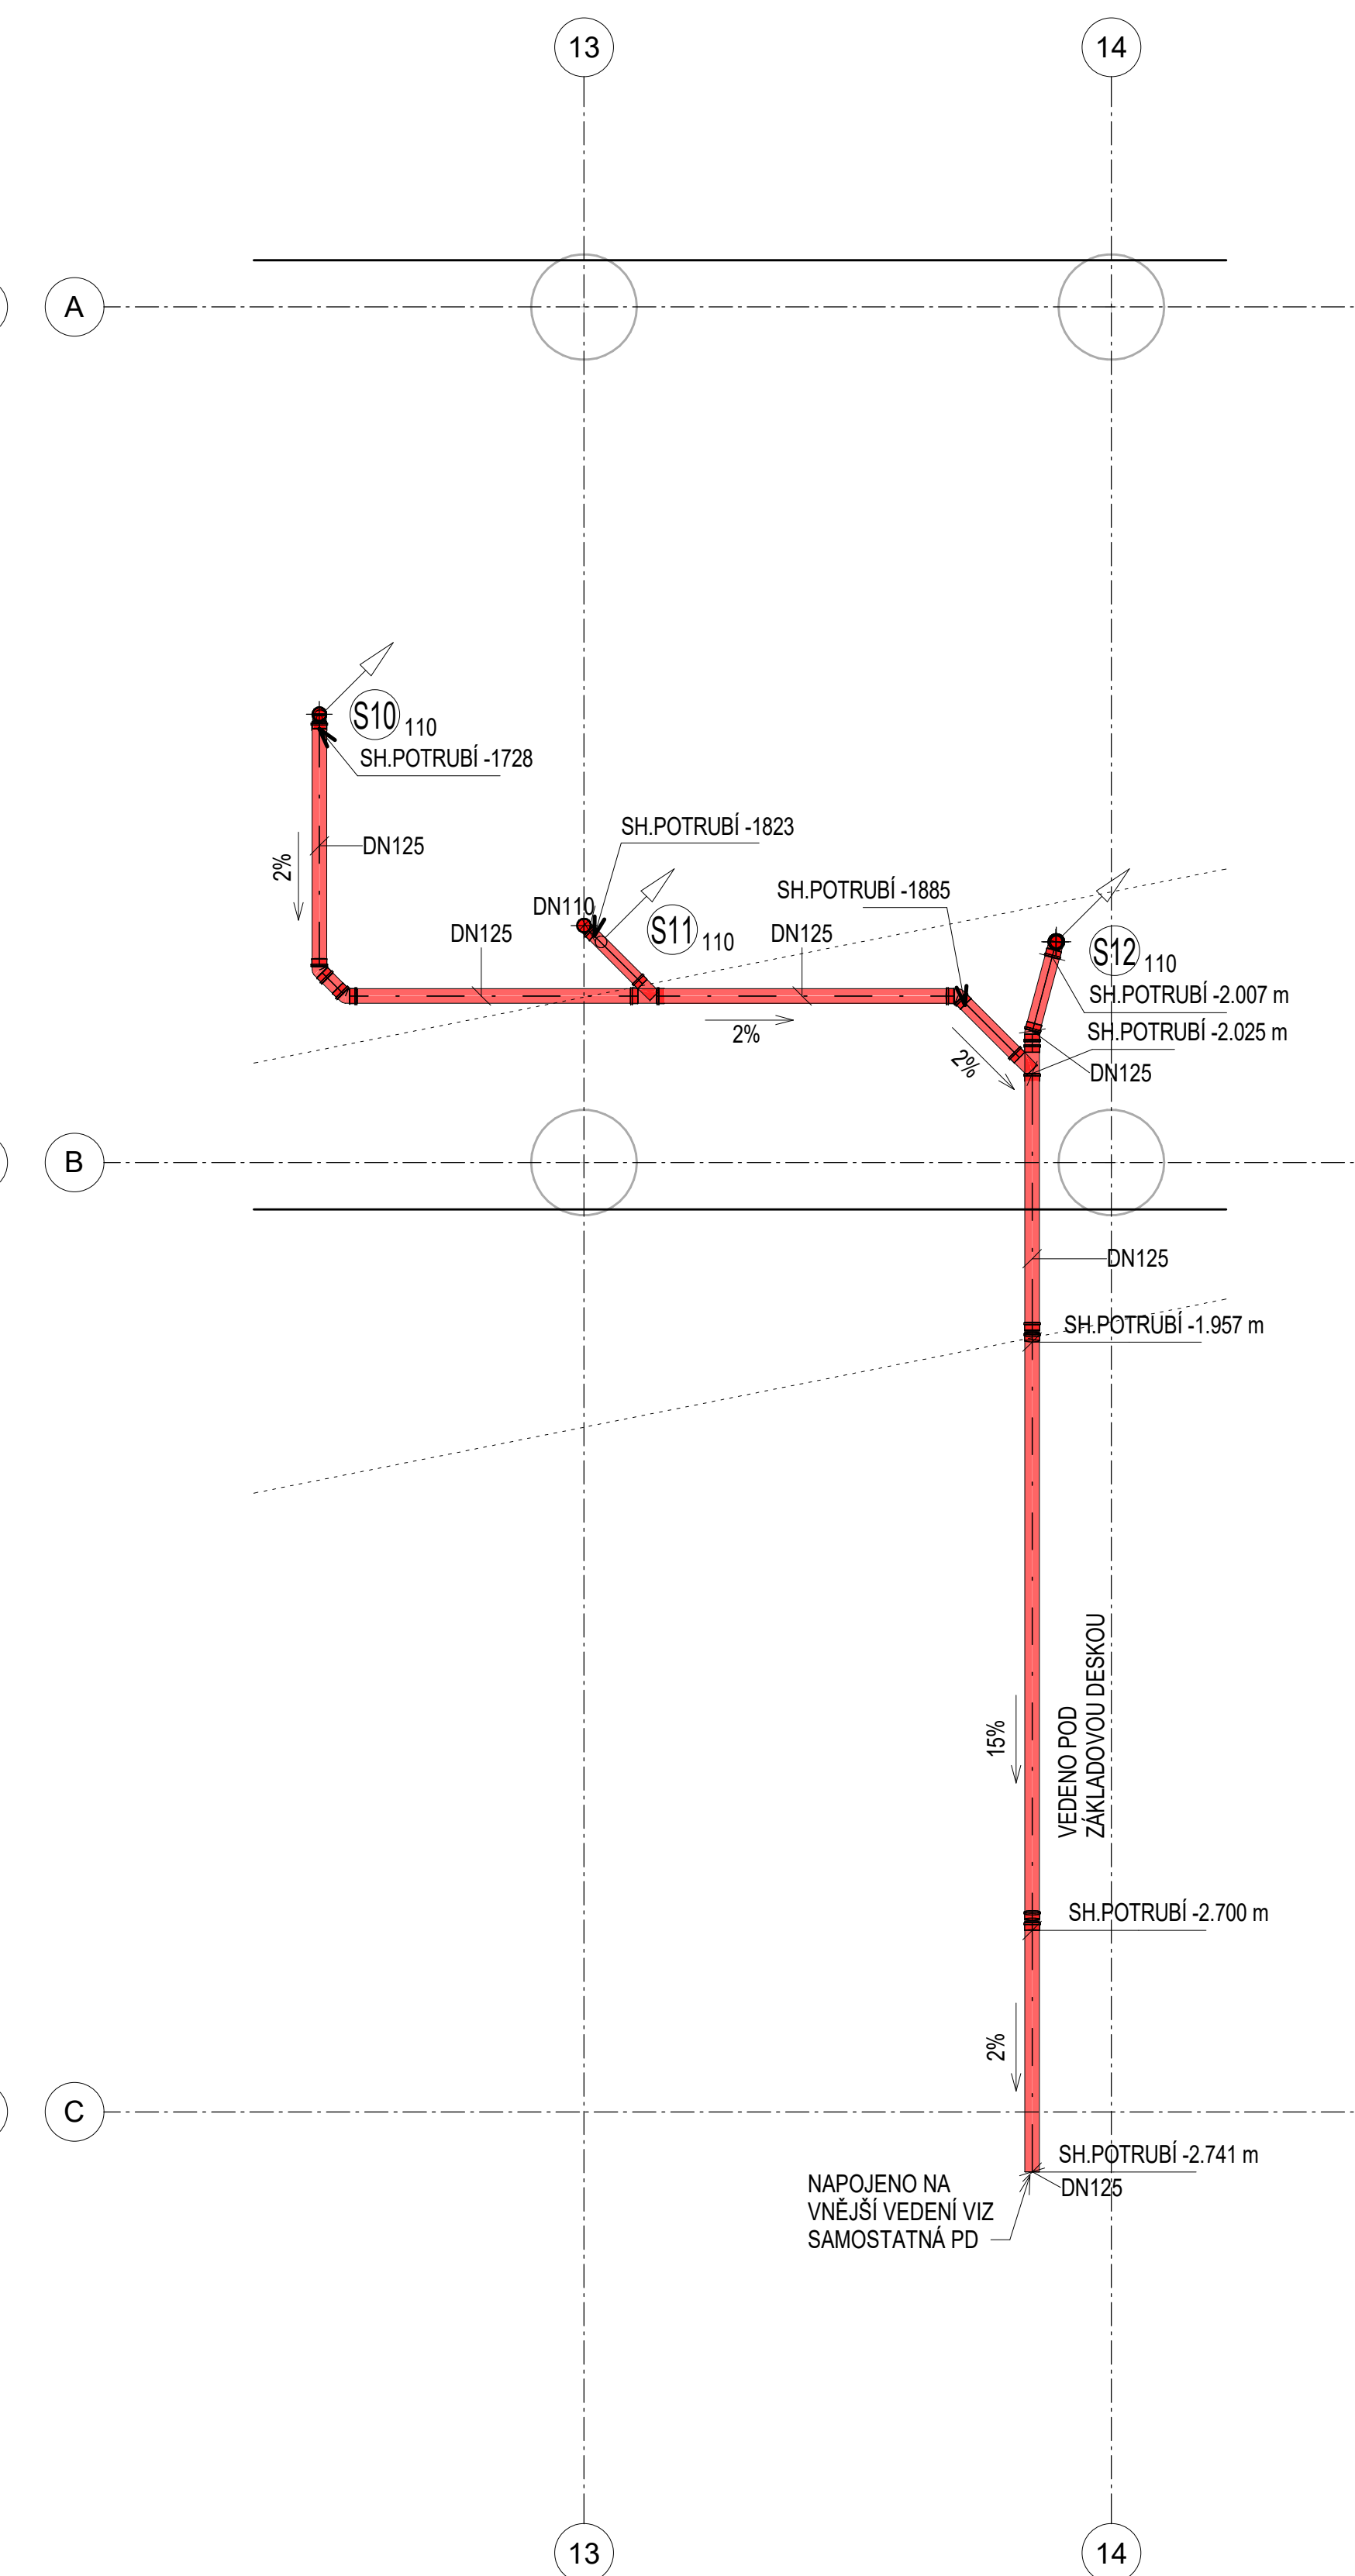 13
14
A
S10 110
SH.POTRUBÍ -1728
2%
DN125
SH.POTRUBÍ -1823
DN110
S11 110
DN125
SH.POTRUBÍ -1885
DN125
2%
S12 110
SH.POTRUBÍ -2.007 m
SH.POTRUBÍ -2.025 m
2%
DN125
B
DN125
SH.POTRUBÍ -1.957 m
15%
VEDENO POD
ZÁKLADOVOU DESKOU
SH.POTRUBÍ -2.700 m
2%
C
SH.POTRUBÍ -2.741 m
DN125
NAPOJENO NA
VNĚJŠÍ VEDENÍ VIZ
SAMOSTATNÁ PD
13
14